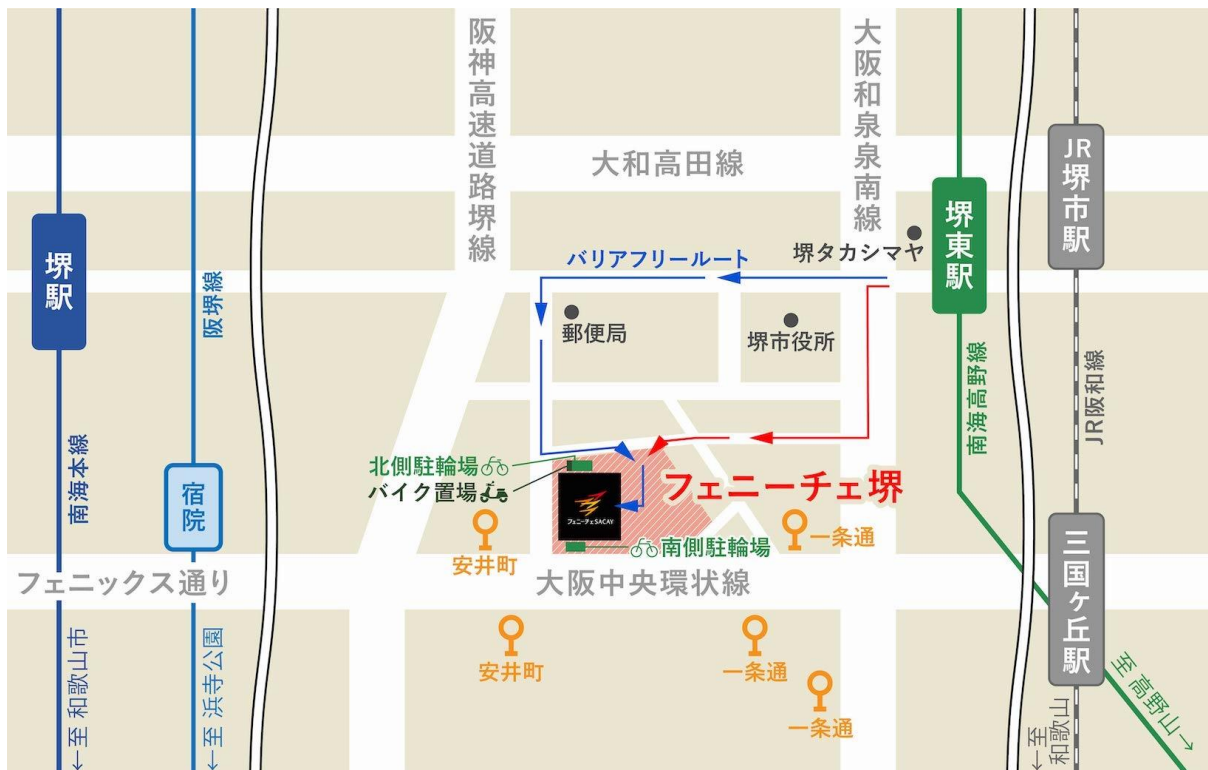 阪神高速道路堺線
大阪和泉泉南線
大和高田線
JR堺市駅
堺東駅
堺駅
阪堺線
バリアフリールート
堺タカシマヤ
郵便局
堺市役所
南海高野線
JR阪和線
南海本線
宿院
北側駐輪場
バイク置場
フェニーチェ堺
フェニーチェSACAY
安井町
南側駐輪場
一条通
フェニックス通り
大阪中央環状線
三国ヶ丘駅
安井町
一条通
一条通
←至 和歌山市
←至 浜寺公園
←至 和歌山
至 高野山→